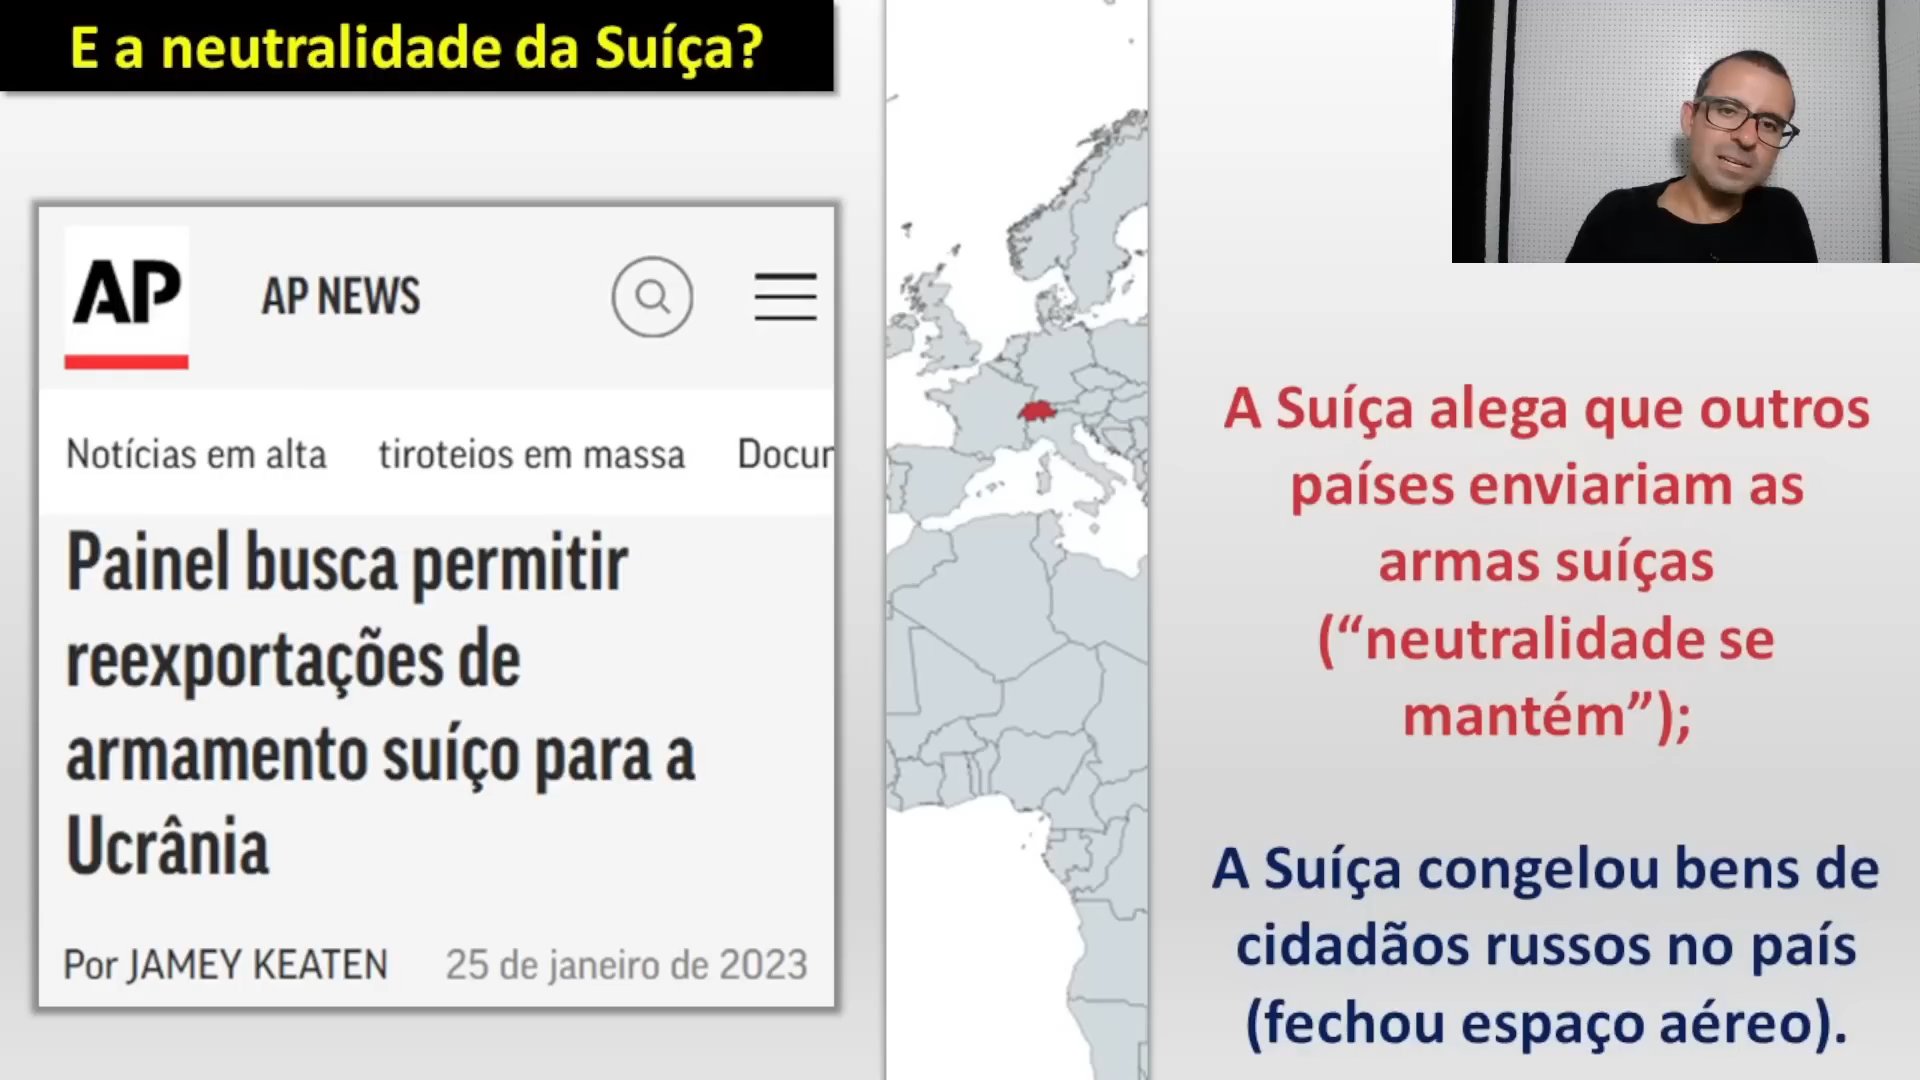 E a neutralidade da Suíça?
AP
AP NEWS
Notícias em alta tiroteios em massa Docur
Painel busca permitir
reexportações de
armamento suíço para a
Ucrânia
Por JAMEY KEATEN 25 de janeiro de 2023
A Suíça alega que outros
países enviariam as
armas suíças
(“neutralidade se
mantém”);
A Suíça congelou bens de
cidadãos russos no país
(fechou espaço aéreo).